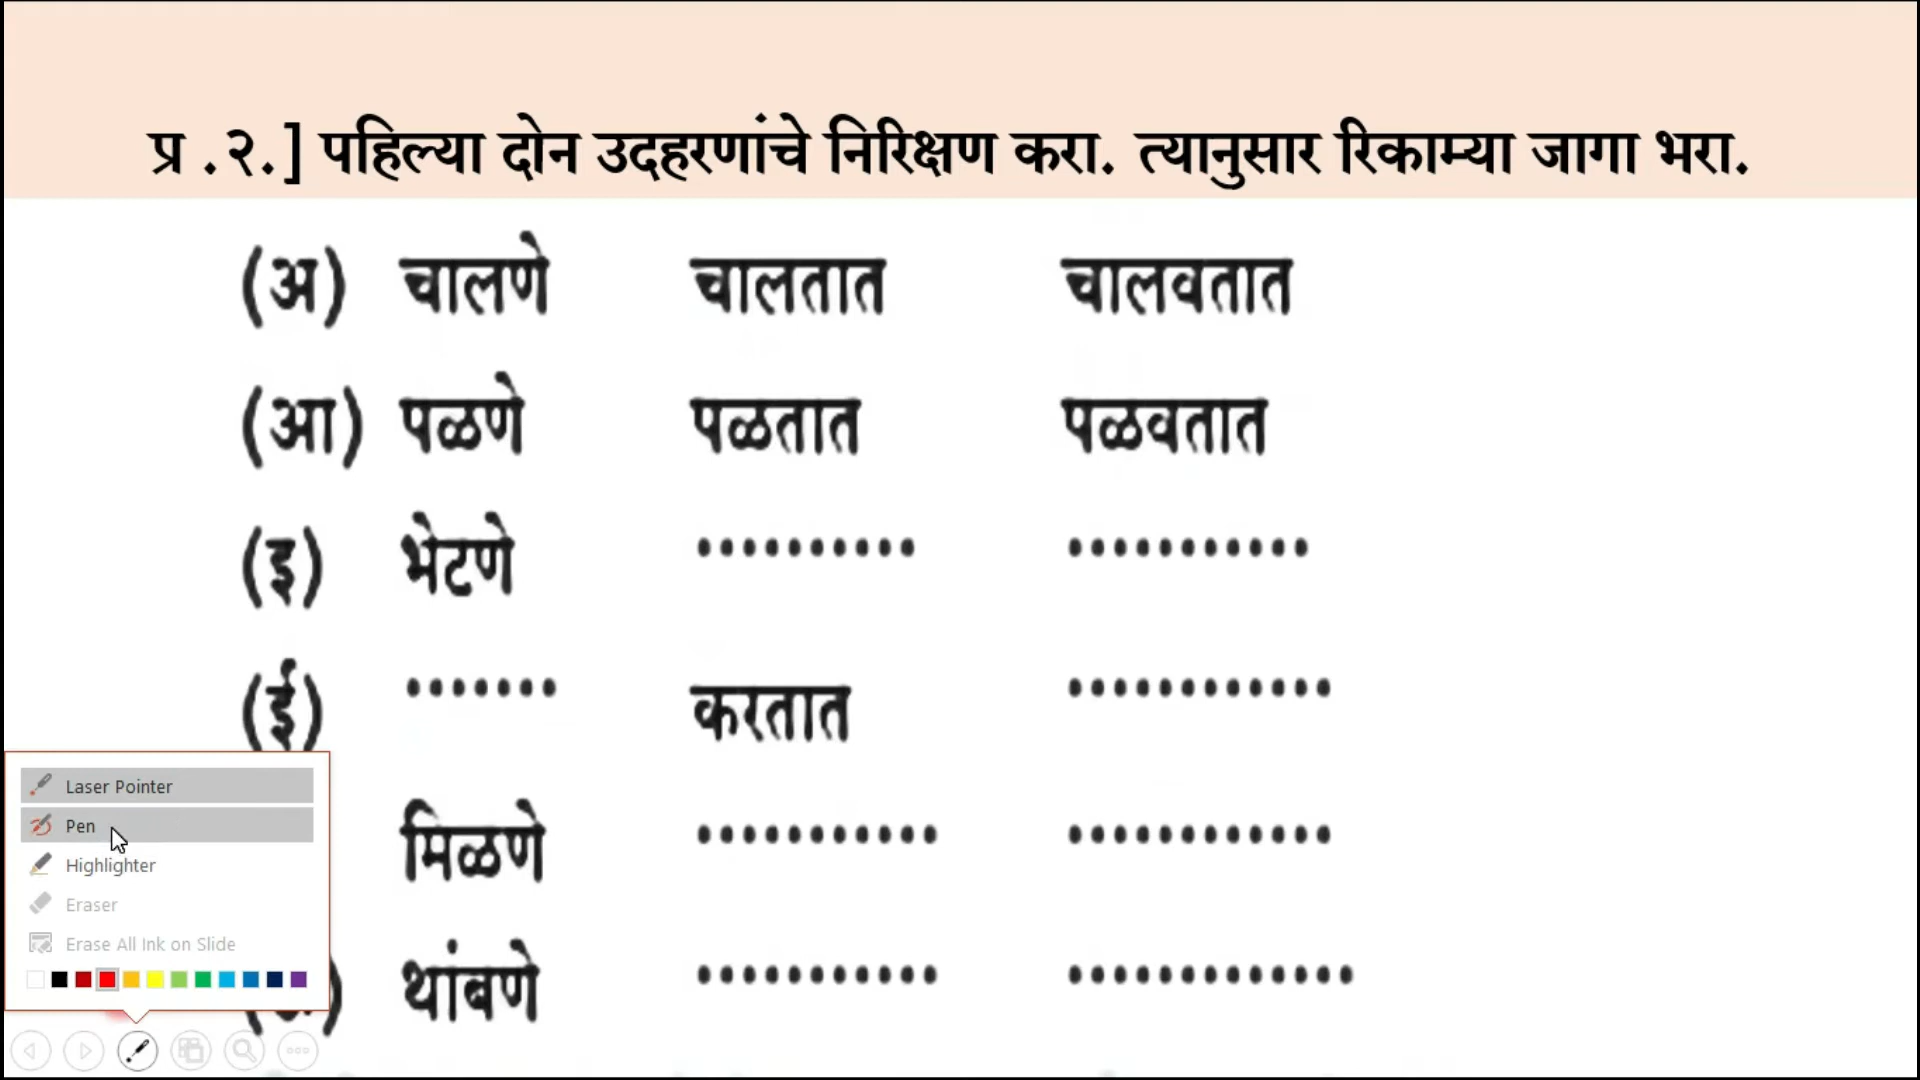 प्र .२.] पहिल्या दोन उदहरणांचे निरिक्षण करा. त्यानुसार रिकाम्या जागा भरा.
(अ) चालणे चालतात चालवतात
(आ) पळणे पळतात पळवतात
(इ) भेटणे .......... ...........
(ई) ....... करतात ............
मिळणे ........... ............
थांबणे ........... .............
Laser Pointer
Pen
Highlighter
Eraser
Erase All Ink on Slide